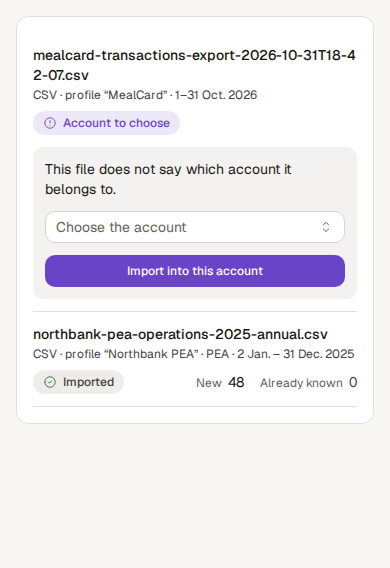 mealcard-transactions-export-2026-10-31T18-4
2-07.csv
CSV · profile “MealCard” · 1–31 Oct. 2026
Account to choose
This file does not say which account it
belongs to.
Choose the account
Import into this account
northbank-pea-operations-2025-annual.csv
CSV · profile “Northbank PEA” · PEA · 2 Jan. – 31 Dec. 2025
Imported New 48 Already known 0